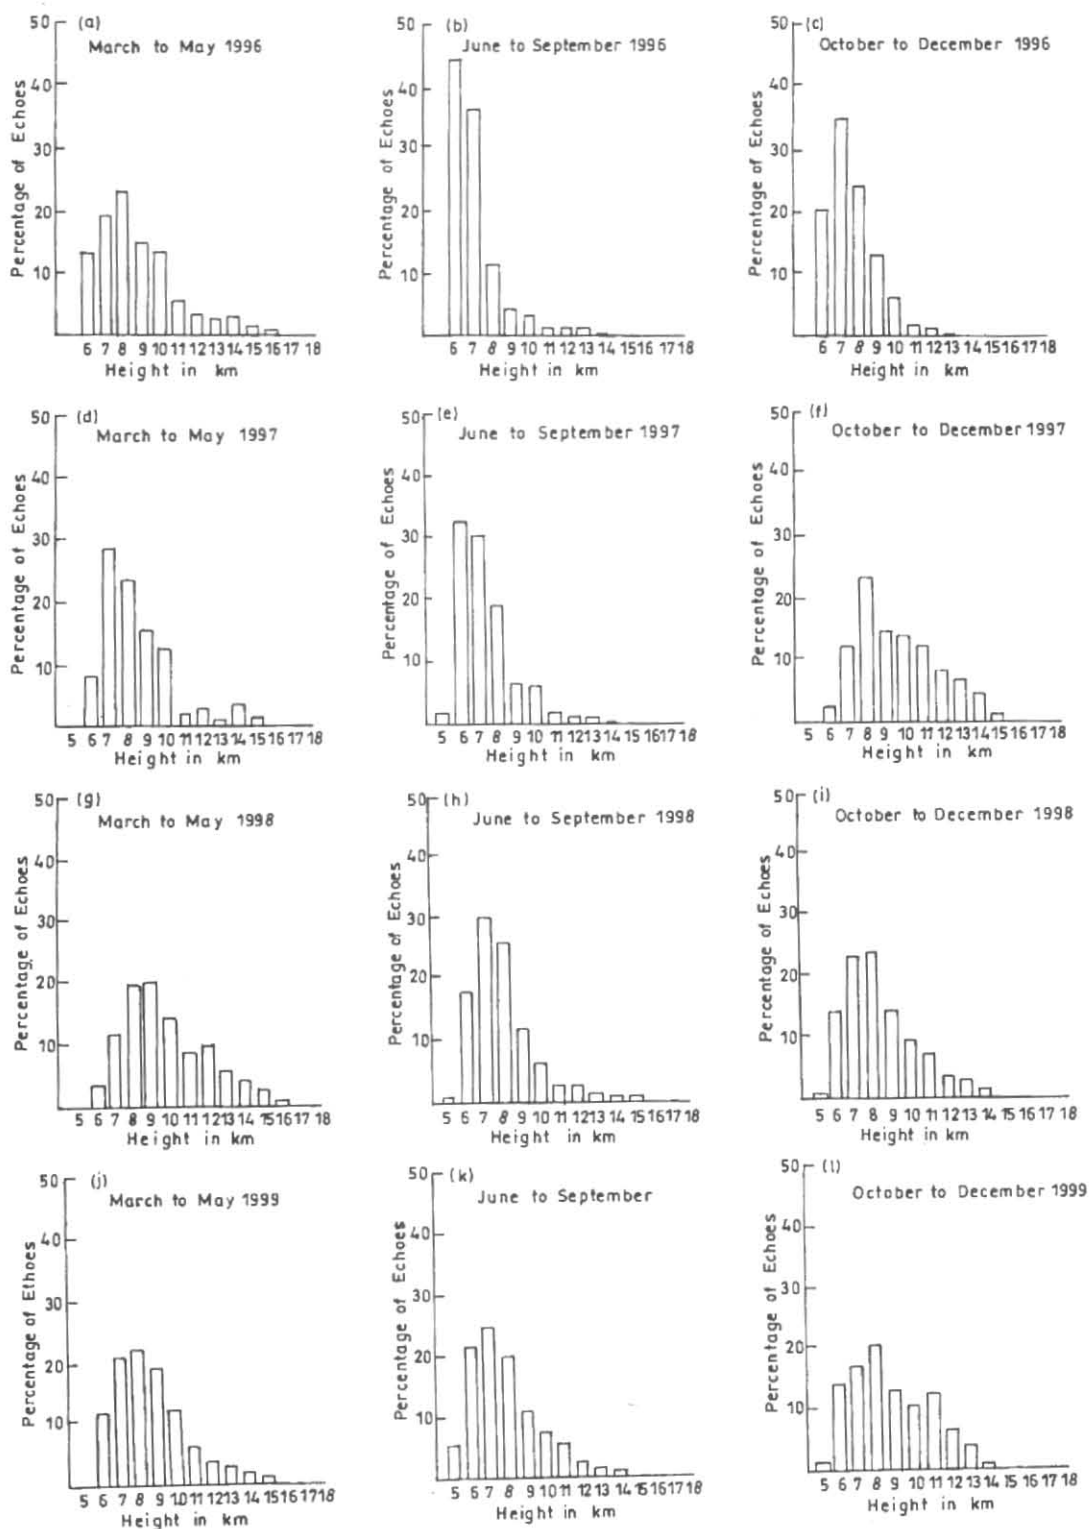 (a)
March to May 1996
50
40
30
20
10
Percentage of Echoes
6 7 8 9 10 11 12 13 14 15 16 17 18
Height in km
(b)
June to September 1996
50
40
30
20
10
Percentage of Echoes
6 7 8 9 10 11 12 13 14 15 16 17 18
Height in km
(c)
October to December 1996
50
40
30
20
10
Percentage of Echoes
6 7 8 9 10 11 12 13 14 15 16 17 18
Height in km
(d)
March to May 1997
50
40
30
20
10
Percentage of Echoes
5 6 7 8 9 10 11 12 13 14 15 16 17 18
Height in km
(e)
June to September 1997
50
40
30
20
10
Percentage of Echoes
5 6 7 8 9 10 11 12 13 14 15 16 17 18
Height in km
(f)
October to December 1997
50
40
30
20
10
Percentage of Echoes
5 6 7 8 9 10 11 12 13 14 15 16 17 18
Height in km
(g)
March to May 1998
50
40
30
20
10
Percentage of Echoes
5 6 7 8 9 10 11 12 13 14 15 16 17 18
Height in km
(h)
June to September 1998
50
40
30
20
10
Percentage of Echoes
5 6 7 8 9 10 11 12 13 14 15 16 17 18
Height in km
(i)
October to December 1998
50
40
30
20
10
Percentage of Echoes
5 6 7 8 9 10 11 12 13 14 15 16 17 18
Height in km
(j)
March to May 1999
50
40
30
20
10
Percentage of Ethoes
5 6 7 8 9 10 11 12 13 14 15 16 17 18
Height in km
(k)
June to September
50
40
30
20
10
Percentage of Echoes
5 6 7 8 9 10 11 12 13 14 15 16 17 18
Height in km
(l)
October to December 1999
50
40
30
20
10
Percentage of Echoes
5 6 7 8 9 10 11 12 13 14 15 16 17 18
Height in km